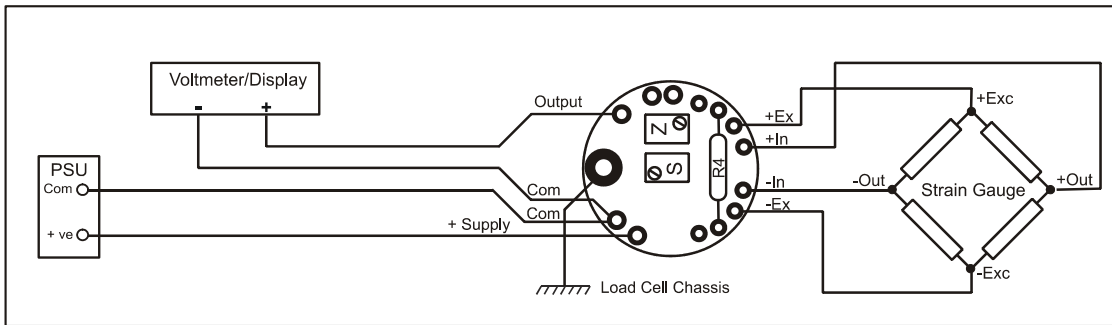 Voltmeter/Display
- +
PSU
Com
+ ve
Output
Com
Com
+ Supply
Z
S
R4
+Ex
+In
-In
-Ex
+Exc
-Out
Strain Gauge
+Out
-Exc
Load Cell Chassis